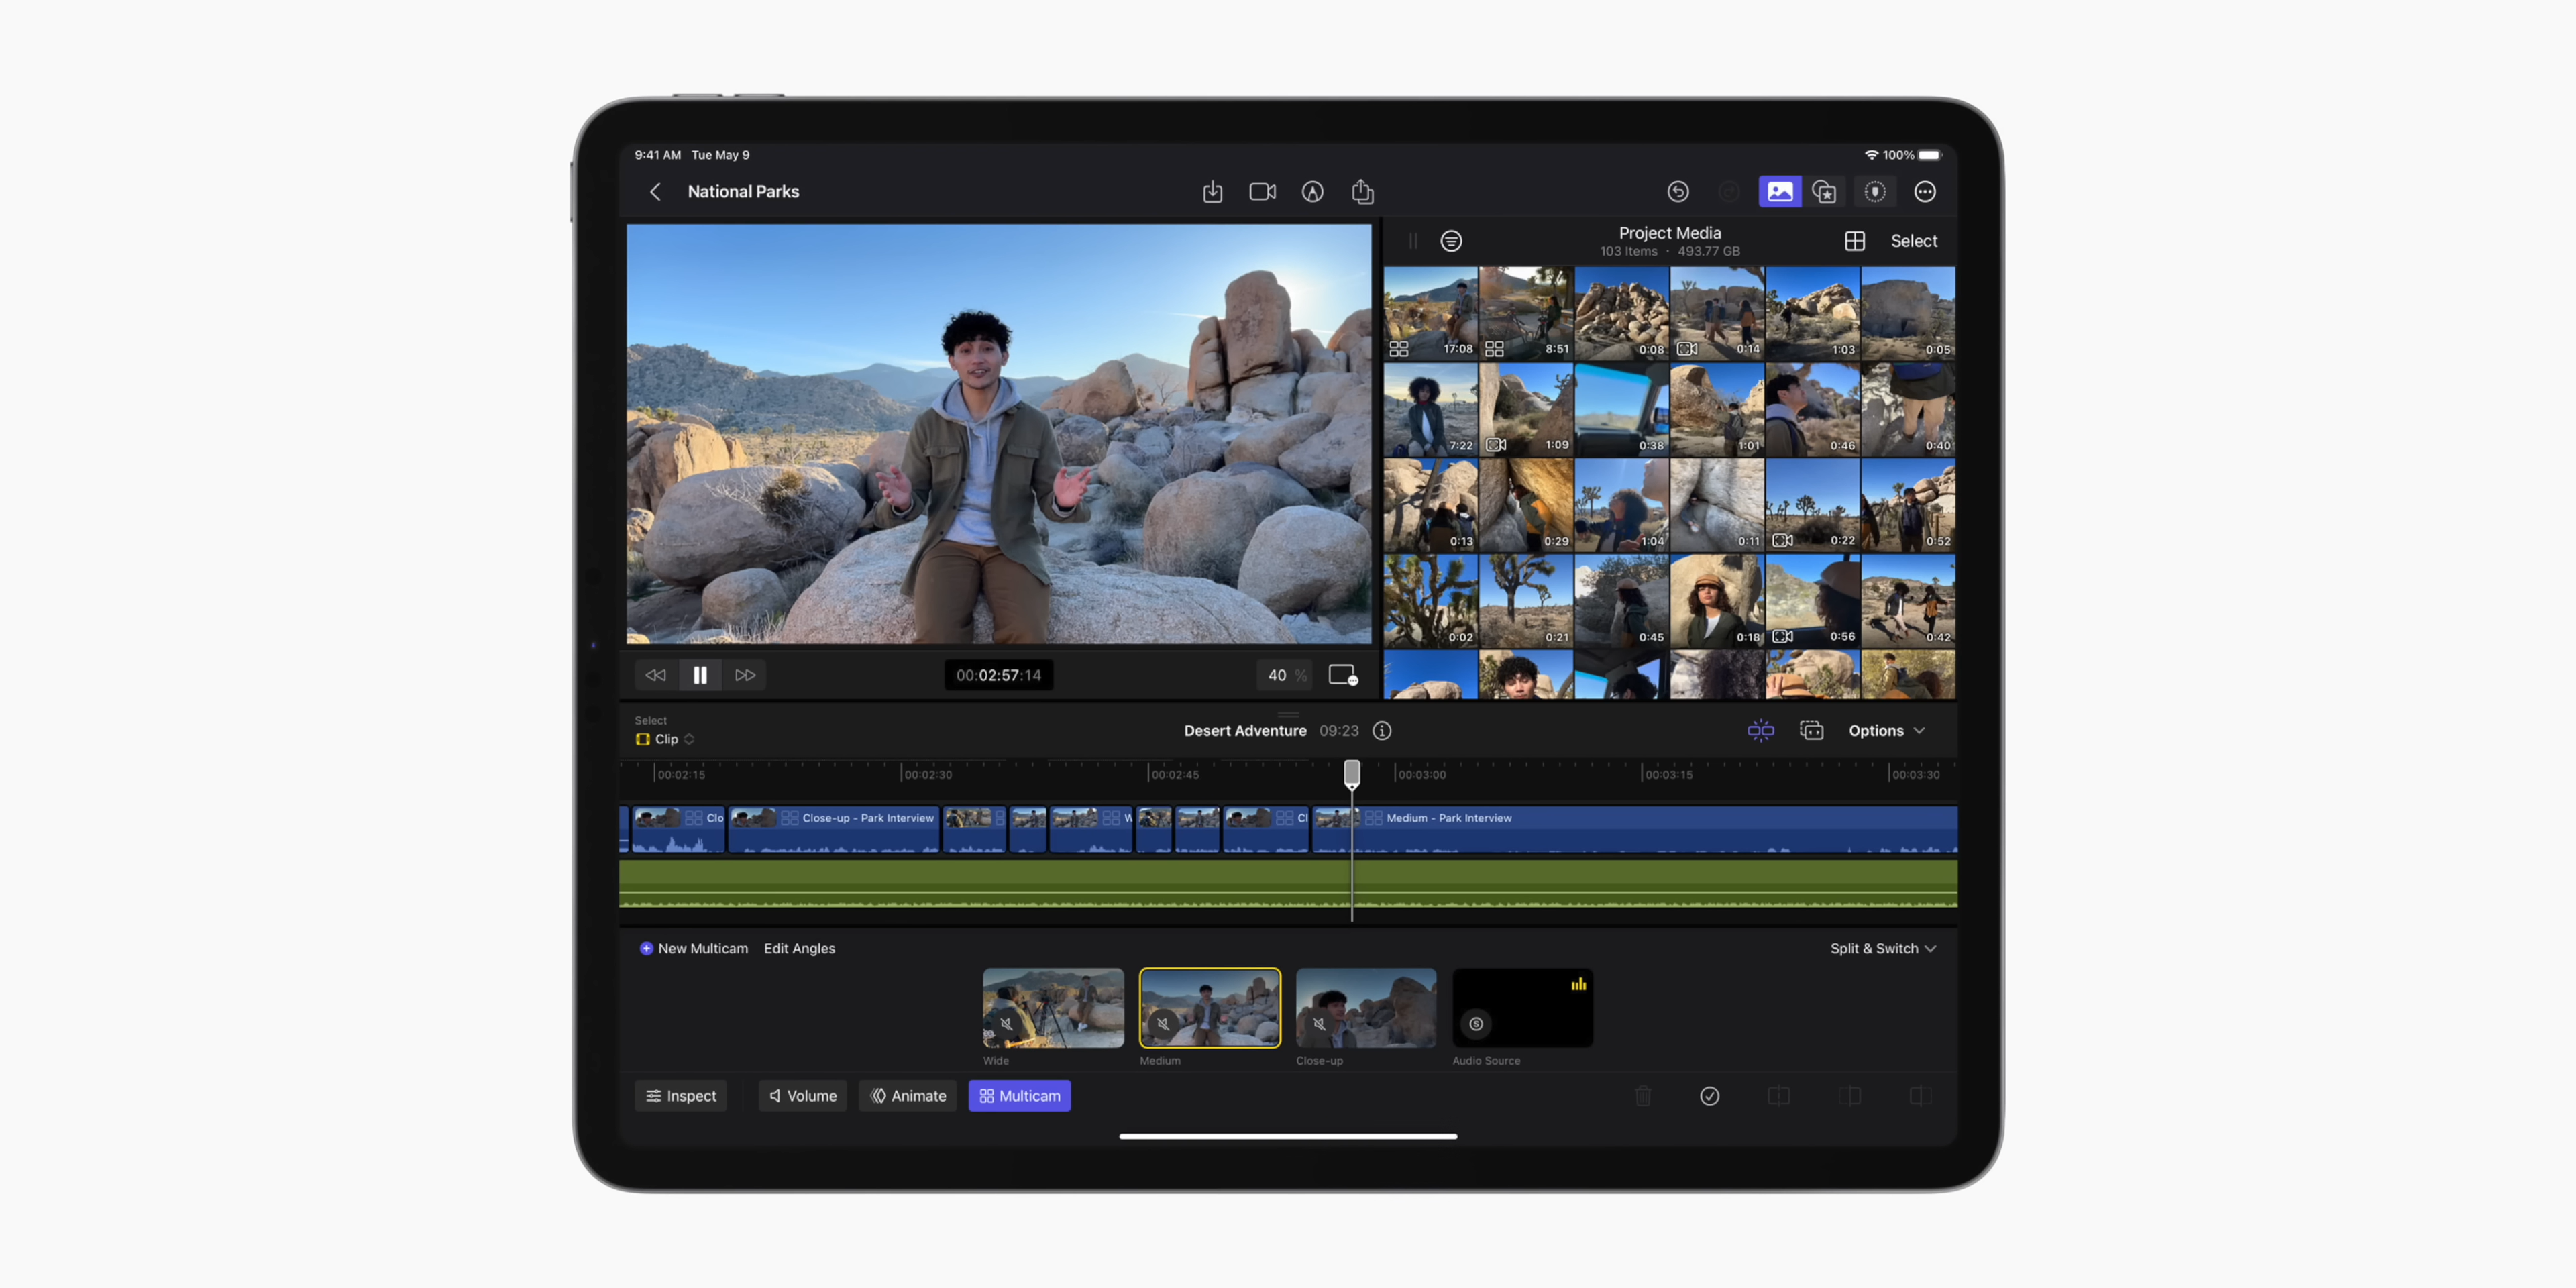 9:41 AM Tue May 9
100%
National Parks
Project Media
103 Items · 493.77 GB
Select
17:08 8:51 0:08 0:14 1:03 0:05
7:22 1:09 0:38 1:01 0:46 0:40
0:13 0:29 1:04 0:11 0:22 0:52
0:02 0:21 0:45 0:18 0:56 0:42
00:02:57:14
40 %
Select
Clip
Desert Adventure 09:23
Options
00:02:15 00:02:30 00:02:45 00:03:00 00:03:15 00:03:30
Clo Close-up - Park Interview W Cl Medium - Park Interview
New Multicam Edit Angles
Split & Switch
Wide Medium Close-up Audio Source
Inspect Volume Animate Multicam